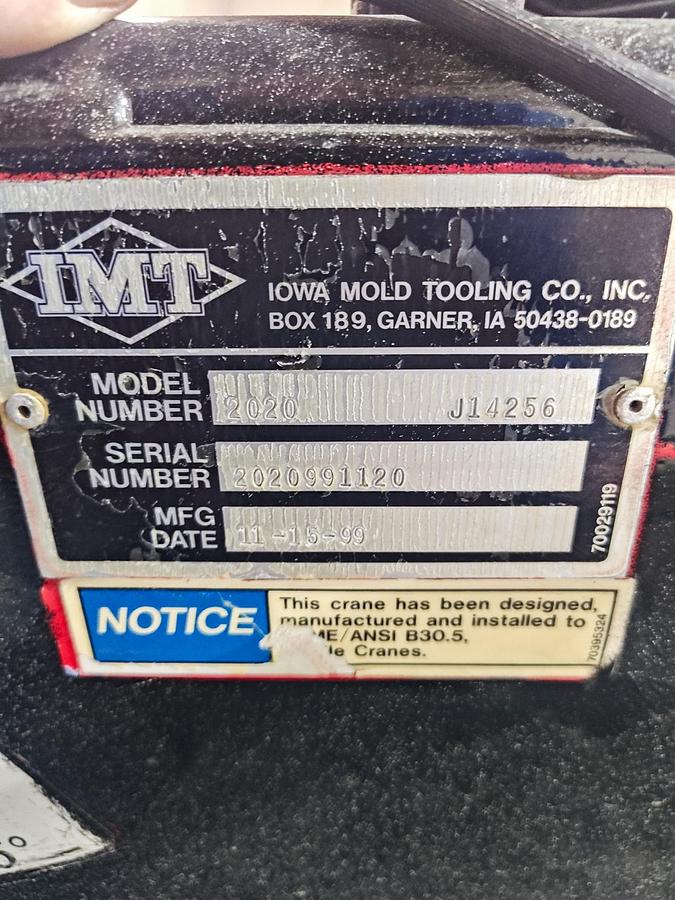 IMT
IOWA MOLD TOOLING CO., INC.
BOX 189, GARNER, IA 50438-0189
MODEL NUMBER 2020 J14256
SERIAL NUMBER 2020991120
MFG DATE 11-15-99
70029119
NOTICE
This crane has been designed,
manufactured and installed to
ME/ANSI B30.5,
le Cranes.
70395324